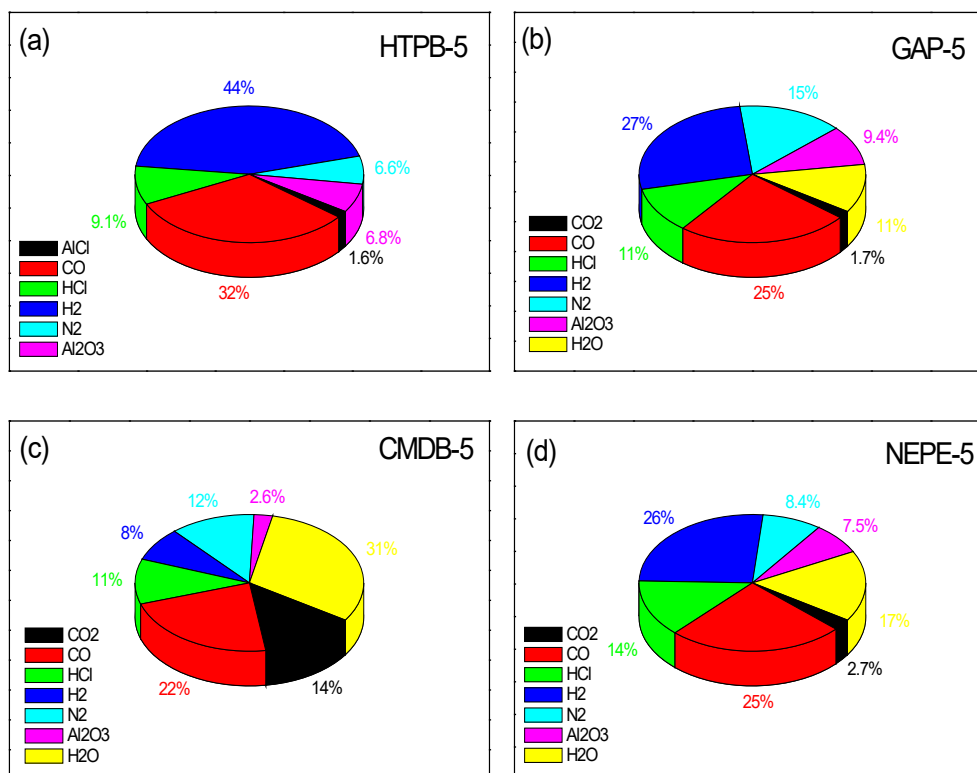 (a)
HTPB-5
44%
6.6%
6.8%
1.6%
32%
9.1%
AlCl
CO
HCl
H2
N2
Al2O3
(b)
GAP-5
15%
9.4%
27%
11%
1.7%
25%
11%
CO2
CO
HCl
H2
N2
Al2O3
H2O
(c)
CMDB-5
12%
2.6%
8%
31%
11%
22%
14%
CO2
CO
HCl
H2
N2
Al2O3
H2O
(d)
NEPE-5
8.4%
7.5%
26%
17%
14%
2.7%
25%
CO2
CO
HCl
H2
N2
Al2O3
H2O